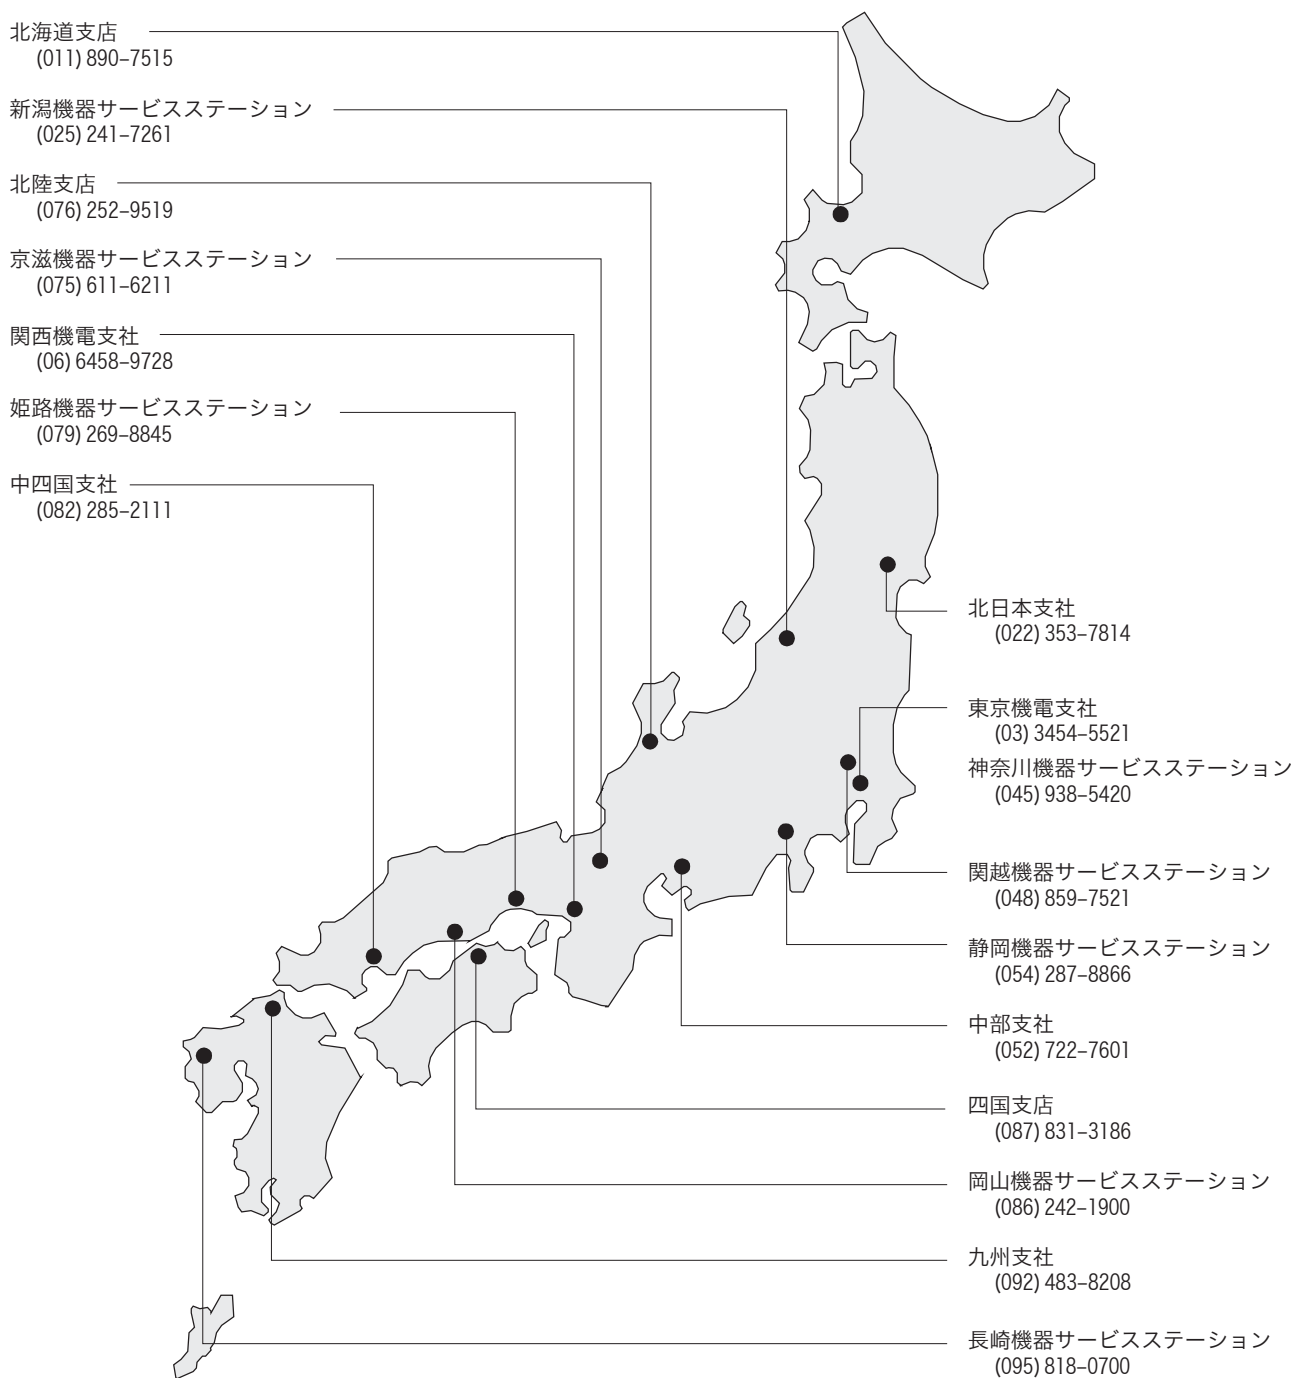 北海道支店
(011) 890–7515
新潟機器サービスステーション
(025) 241–7261
北陸支店
(076) 252–9519
京滋機器サービスステーション
(075) 611–6211
関西機電支社
(06) 6458–9728
姫路機器サービスステーション
(079) 269–8845
中四国支社
(082) 285–2111
北日本支社
(022) 353–7814
東京機電支社
(03) 3454–5521
神奈川機器サービスステーション
(045) 938–5420
関越機器サービスステーション
(048) 859–7521
静岡機器サービスステーション
(054) 287–8866
中部支社
(052) 722–7601
四国支店
(087) 831–3186
岡山機器サービスステーション
(086) 242–1900
九州支社
(092) 483–8208
長崎機器サービスステーション
(095) 818–0700